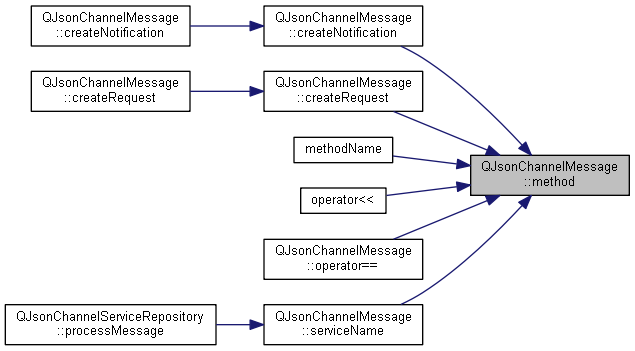 QJsonChannelMessage
::createNotification
QJsonChannelMessage
::createNotification
QJsonChannelMessage
::createRequest
QJsonChannelMessage
::createRequest
methodName
QJsonChannelMessage
::method
operator<<
QJsonChannelMessage
::operator==
QJsonChannelServiceRepository
::processMessage
QJsonChannelMessage
::serviceName